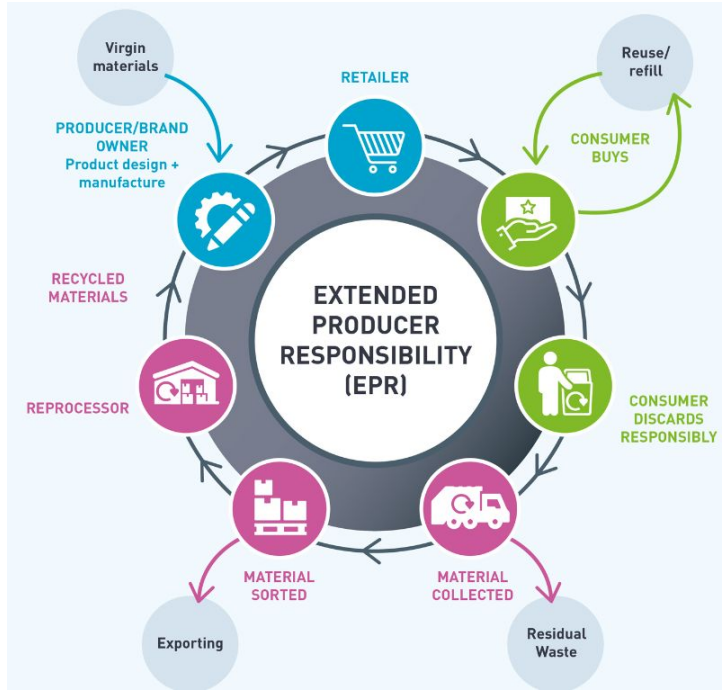 Virgin
materials
Reuse/
refill
RETAILER
PRODUCER/BRAND
OWNER
Product design +
manufacture
CONSUMER
BUYS
RECYCLED
MATERIALS
EXTENDED
PRODUCER
RESPONSIBILITY
(EPR)
REPROCESSOR
CONSUMER
DISCARDS
RESPONSIBLY
MATERIAL
SORTED
MATERIAL
COLLECTED
Exporting
Residual
Waste